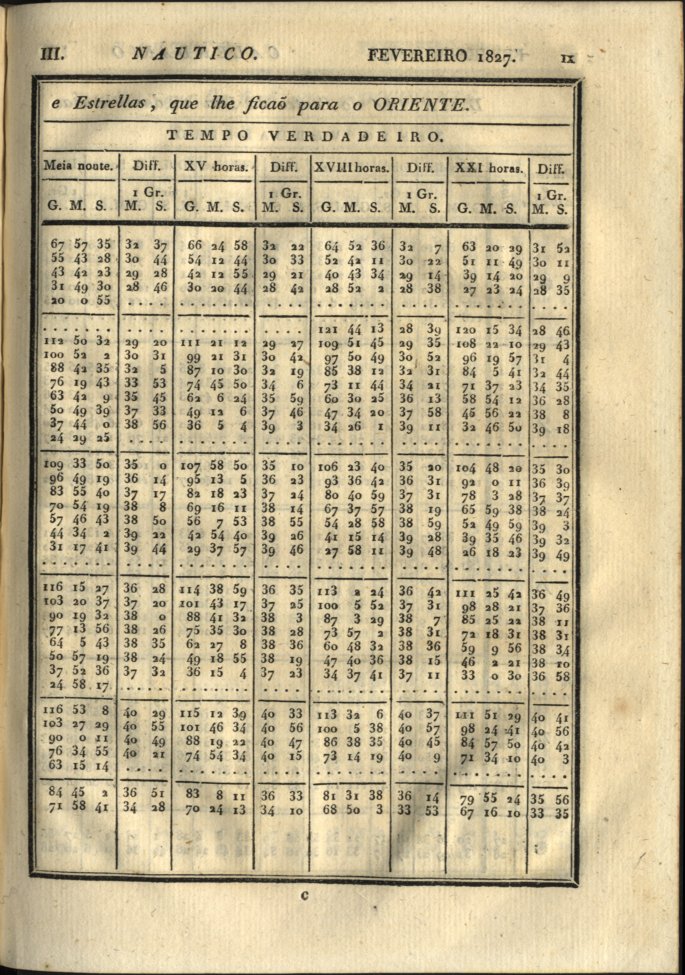 III. NAUTICO. FEVEREIRO 1827. IX
e Estrellas, que lhe ficaõ para o ORIENTE.
TEMPO VERDADEIRO.
Meia noute. Diff. XV horas. Diff. XVIII horas. Diff. XXI horas. Diff.
1 Gr. 1 Gr. 1 Gr. 1 Gr.
G. M. S. M. S. G. M. S. M. S. G. M. S. M. S. G. M. S. M. S.
67 57 35 32 37 66 24 58 32 22 64 52 36 32 7 63 20 29 31 52
55 43 28 30 44 54 12 44 30 33 52 42 11 30 22 51 11 49 30 11
43 42 23 29 28 42 12 55 29 21 40 43 34 29 14 39 14 20 29 9
31 49 30 28 46 30 20 44 28 42 28 52 2 28 38 27 23 24 28 35
20 0 55 . . . . . . . . . . . . . . . . . . . . . . . . . . . . . .
. . . . . . . . . . . . . . . . . . . . . . 121 44 13 28 39 120 15 34 28 46
112 50 32 29 20 111 21 12 29 27 109 51 45 29 35 108 22 10 29 43
100 52 2 30 31 99 21 31 30 42 97 50 49 30 52 96 19 57 31 4
88 42 35 32 5 87 10 30 32 19 85 38 12 32 31 84 5 41 32 44
76 19 43 33 53 74 45 50 34 6 73 11 44 34 21 71 37 23 34 35
63 42 9 35 45 62 6 24 35 59 60 30 25 36 13 58 54 12 36 28
50 49 39 37 33 49 12 6 37 46 47 34 20 37 58 45 56 22 38 8
37 44 0 38 56 36 5 4 39 3 34 26 1 39 11 32 46 50 39 18
24 29 25 . . . . . . . . . . . . . . . . . . . . . . . . . . . . . .
109 33 50 35 0 107 58 50 35 10 106 23 40 35 20 104 48 20 35 30
96 49 19 36 14 95 13 5 36 23 93 36 42 36 31 92 0 11 36 39
83 55 40 37 17 82 18 23 37 24 80 40 59 37 31 78 3 28 37 37
70 54 19 38 8 69 16 11 38 14 67 37 57 38 19 65 59 38 38 24
57 46 43 38 50 56 7 53 38 55 54 28 58 38 59 52 49 59 39 3
44 34 2 39 22 42 54 40 39 26 41 15 14 39 28 39 35 46 39 32
31 17 41 39 44 29 37 57 39 46 27 58 11 39 48 26 18 23 39 49
. . . . . . . . . . . . . . . . . . . . . . . . . . . . . . . . . . . .
116 15 27 36 28 114 38 59 36 35 113 2 24 36 42 111 25 42 36 49
103 20 37 37 20 101 43 17 37 25 100 5 52 37 31 98 28 21 37 36
90 19 32 38 0 88 41 32 38 3 87 3 29 38 7 85 25 22 38 11
77 13 56 38 26 75 35 30 38 28 73 57 2 38 31 72 18 31 38 31
64 5 43 38 35 62 27 8 38 36 60 48 32 38 36 59 9 56 38 34
50 57 19 38 24 49 18 55 38 19 47 40 36 38 15 46 2 21 38 10
37 52 36 37 32 36 15 4 37 23 34 37 41 37 11 33 0 30 36 58
24 58 17 . . . . . . . . . . . . . . . . . . . . . . . . . . . . . .
116 53 8 40 29 115 12 39 40 33 113 32 6 40 37 111 51 29 40 41
103 27 29 40 55 101 46 34 40 56 100 5 38 40 57 98 24 41 40 56
90 0 11 40 49 88 19 22 40 47 86 38 35 40 45 84 57 50 40 42
76 34 55 40 21 74 54 34 40 15 73 14 19 40 9 71 34 10 40 3
63 15 14 . . . . . . . . . . . . . . . . . . . . . . . . . . . . . .
84 45 2 36 51 83 8 11 36 33 81 31 38 36 14 79 55 24 35 56
71 58 41 34 28 70 24 13 34 10 68 50 3 33 53 67 16 10 33 35
C